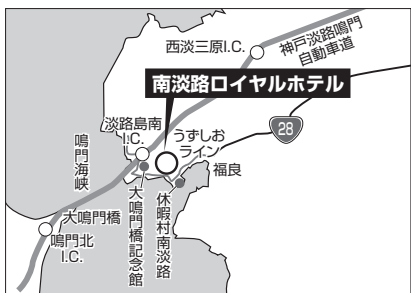 西淡三原I.C.
神戸淡路鳴門
自動車道
南淡路ロイヤルホテル
28
淡路島南
I.C.
うずしお
ライン
福良
鳴門海峡
大鳴門橋
鳴門北
I.C.
大鳴門橋記念館
休暇村南淡路